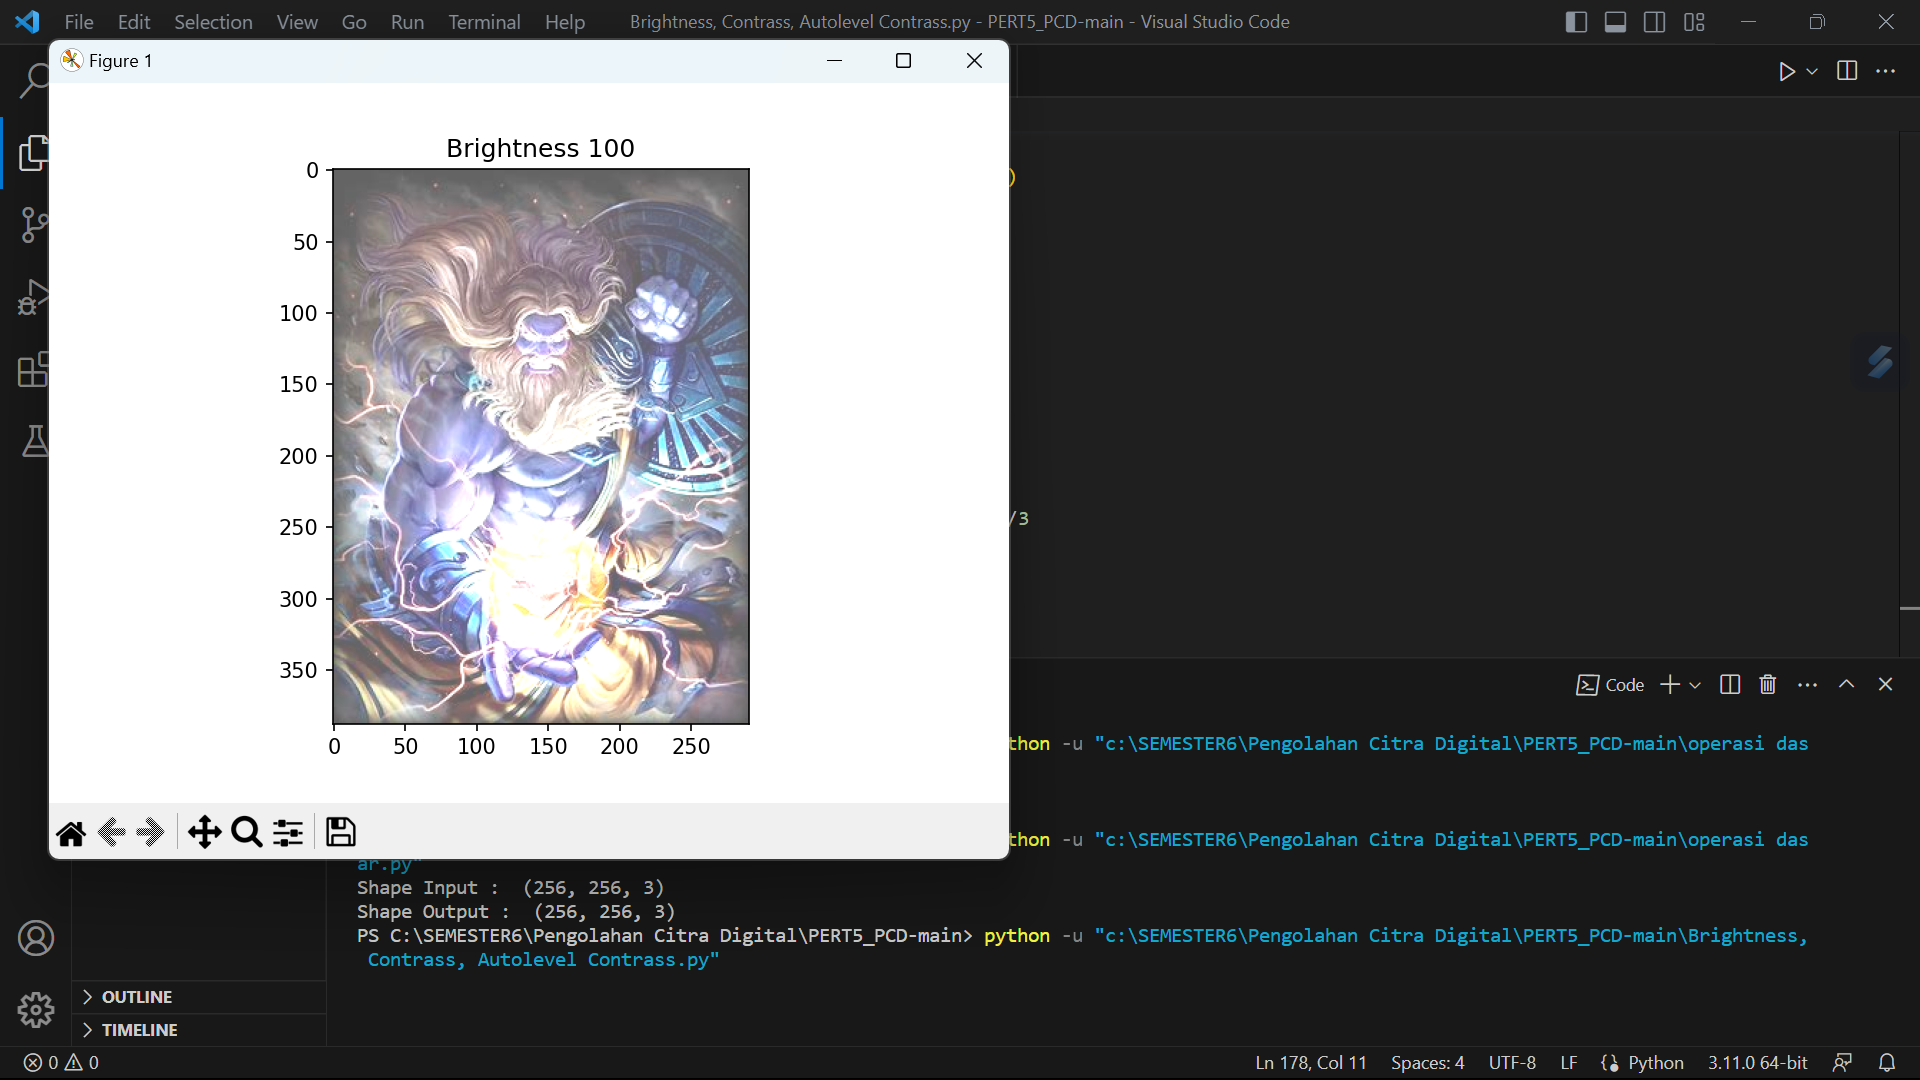 File Edit Selection View Go Run Terminal Help Brightness, Contrass, Autolevel Contrass.py - PERT5_PCD-main - Visual Studio Code
Figure 1
Brightness 100
0
50
100
150
200
250
300
350
0 50 100 150 200 250
)
/3
Code
thon -u "c:\SEMESTER6\Pengolahan Citra Digital\PERT5_PCD-main\operasi das
thon -u "c:\SEMESTER6\Pengolahan Citra Digital\PERT5_PCD-main\operasi das
ar.py"
Shape Input :  (256, 256, 3)
Shape Output :  (256, 256, 3)
PS C:\SEMESTER6\Pengolahan Citra Digital\PERT5_PCD-main> python -u "c:\SEMESTER6\Pengolahan Citra Digital\PERT5_PCD-main\Brightness,
Contrass, Autolevel Contrass.py"
OUTLINE
TIMELINE
0 0 Ln 178, Col 11 Spaces: 4 UTF-8 LF Python 3.11.0 64-bit